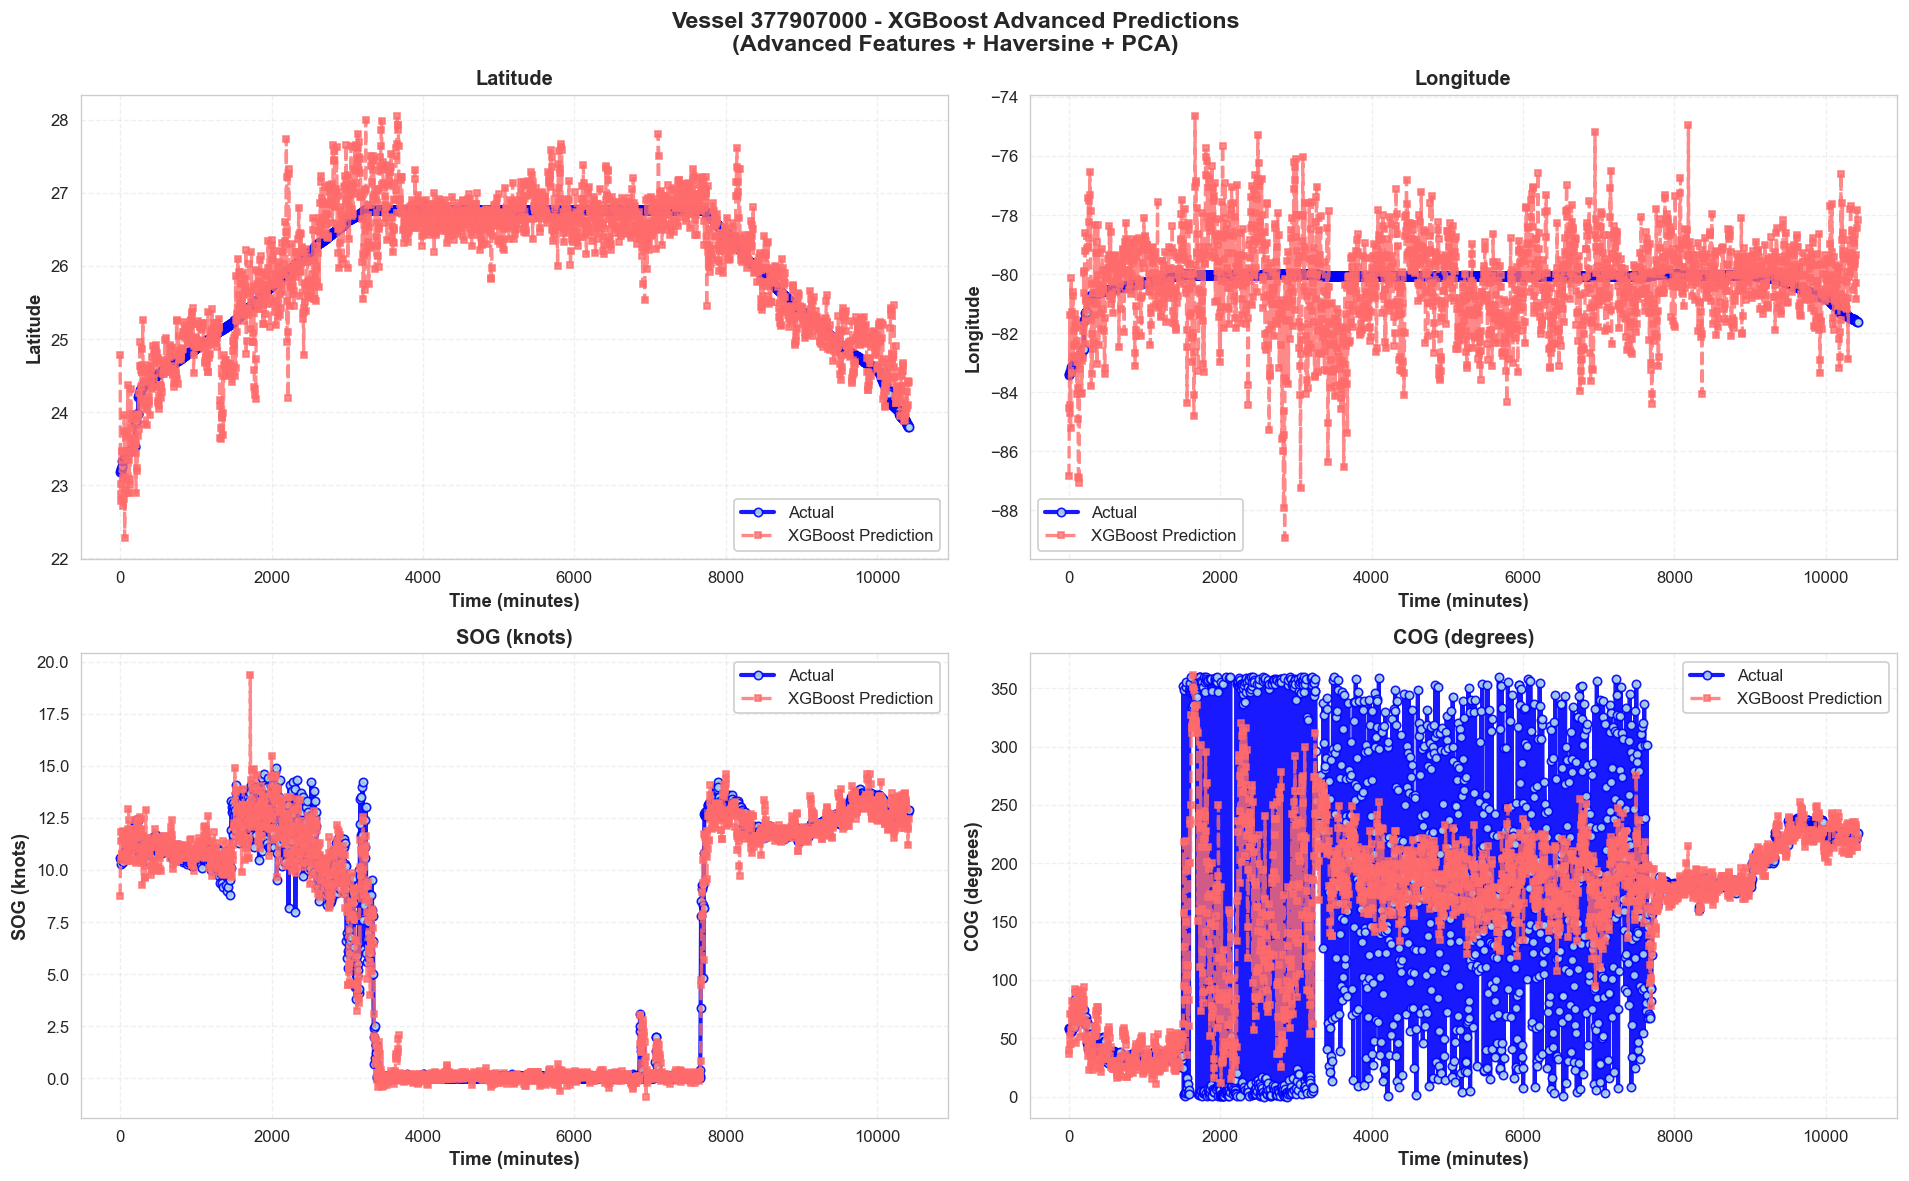 Vessel 377907000 - XGBoost Advanced Predictions
(Advanced Features + Haversine + PCA)
Latitude
Latitude
28
27
26
25
24
23
22
0 2000 4000 6000 8000 10000
Time (minutes)
Actual
XGBoost Prediction
Longitude
Longitude
−74
−76
−78
−80
−82
−84
−86
−88
0 2000 4000 6000 8000 10000
Time (minutes)
Actual
XGBoost Prediction
SOG (knots)
SOG (knots)
20.0
17.5
15.0
12.5
10.0
7.5
5.0
2.5
0.0
0 2000 4000 6000 8000 10000
Time (minutes)
Actual
XGBoost Prediction
COG (degrees)
COG (degrees)
350
300
250
200
150
100
50
0
0 2000 4000 6000 8000 10000
Time (minutes)
Actual
XGBoost Prediction